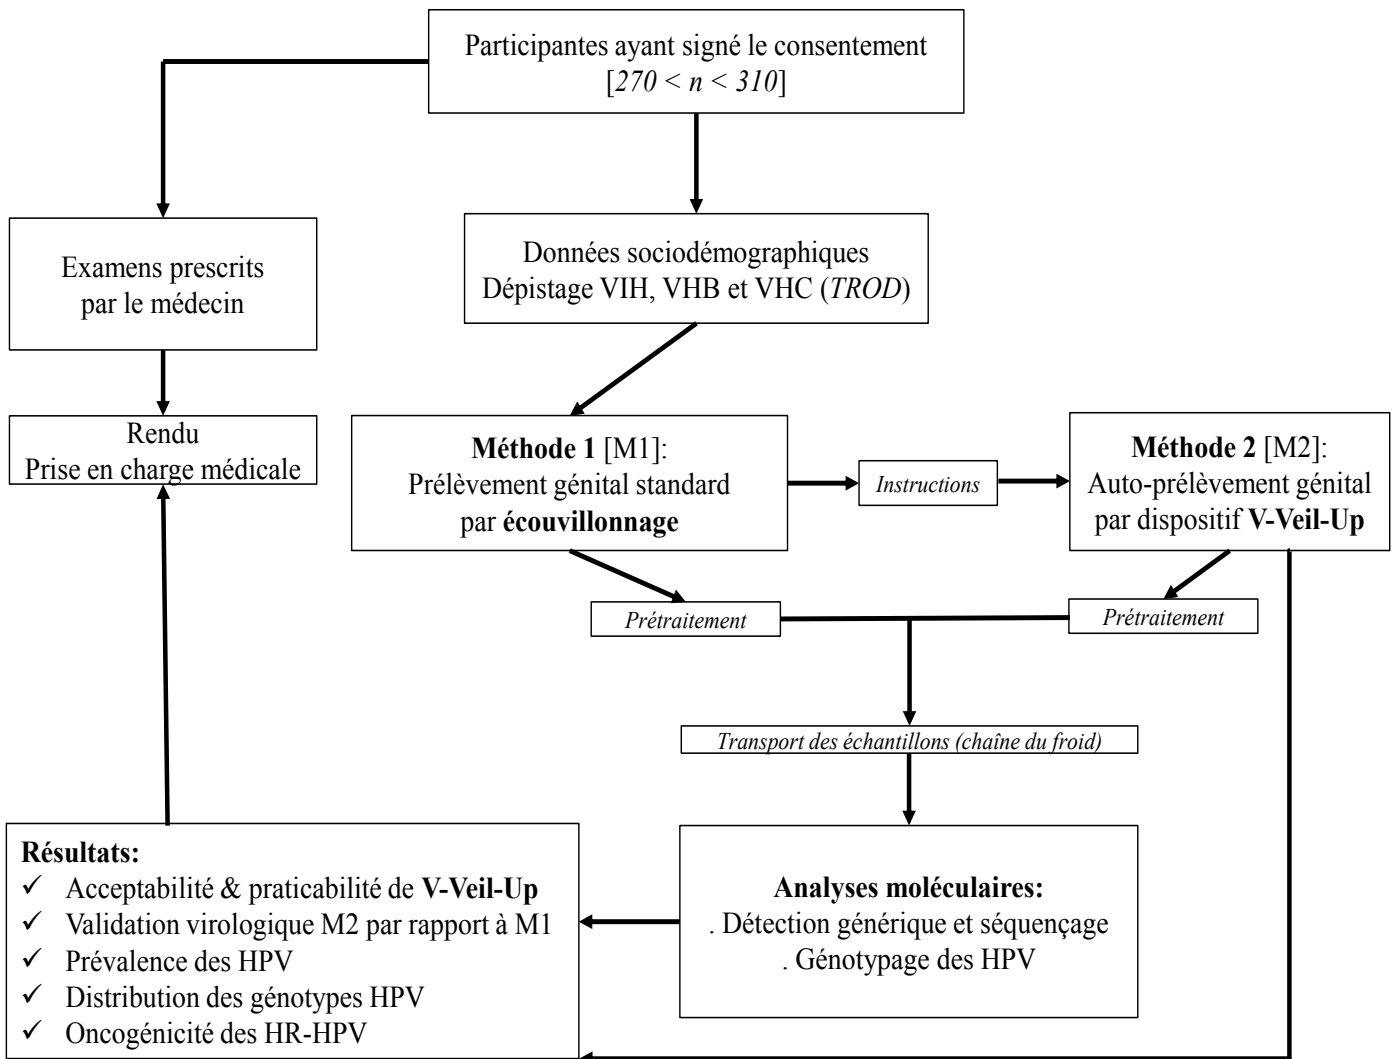 Participantes ayant signé le consentement
[270 < n < 310]
Examens prescrits
par le médecin
Données sociodémographiques
Dépistage VIH, VHB et VHC (TROD)
Rendu
Prise en charge médicale
Méthode 1 [M1]:
Prélèvement génital standard
par écouvillonnage
Instructions
Méthode 2 [M2]:
Auto-prélèvement génital
par dispositif V-Veil-Up
Prétraitement
Prétraitement
Transport des échantillons (chaîne du froid)
Résultats:
✓ Acceptabilité & praticabilité de V-Veil-Up
✓ Validation virologique M2 par rapport à M1
✓ Prévalence des HPV
✓ Distribution des génotypes HPV
✓ Oncogénicité des HR-HPV
Analyses moléculaires:
. Détection générique et séquençage
. Génotypage des HPV